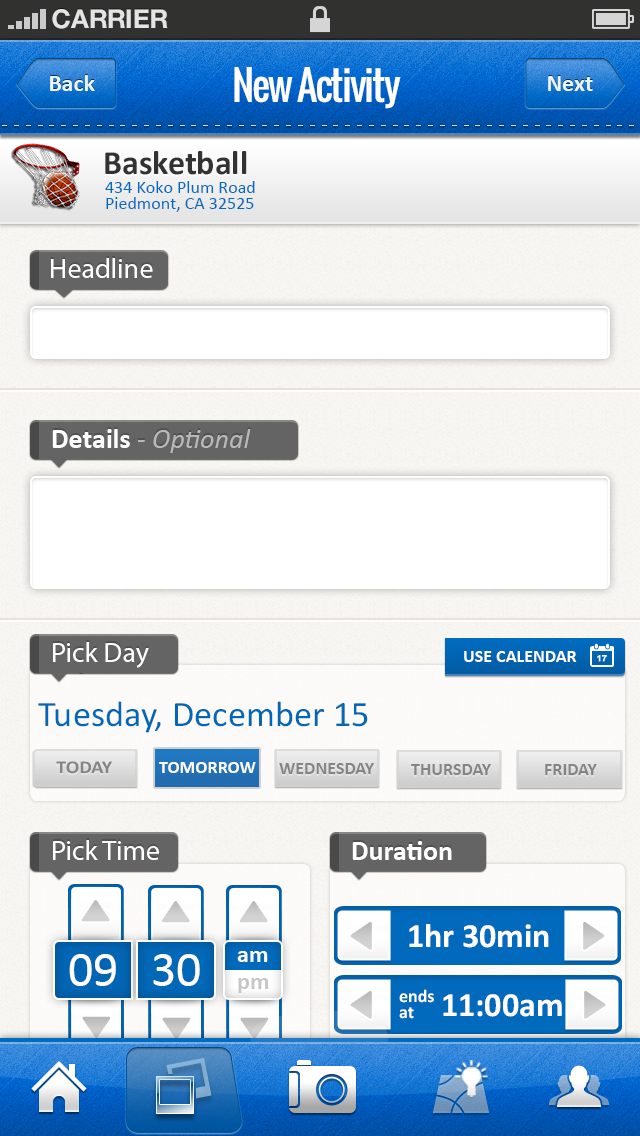 CARRIER
Back
New Activity
Next
Basketball
434 Koko Plum Road
Piedmont, CA 32525
Headline
Details - Optional
Pick Day
USE CALENDAR 17
Tuesday, December 15
TODAY
TOMORROW
WEDNESDAY
THURSDAY
FRIDAY
Pick Time
09
30
am
pm
Duration
1hr 30min
ends at 11:00am